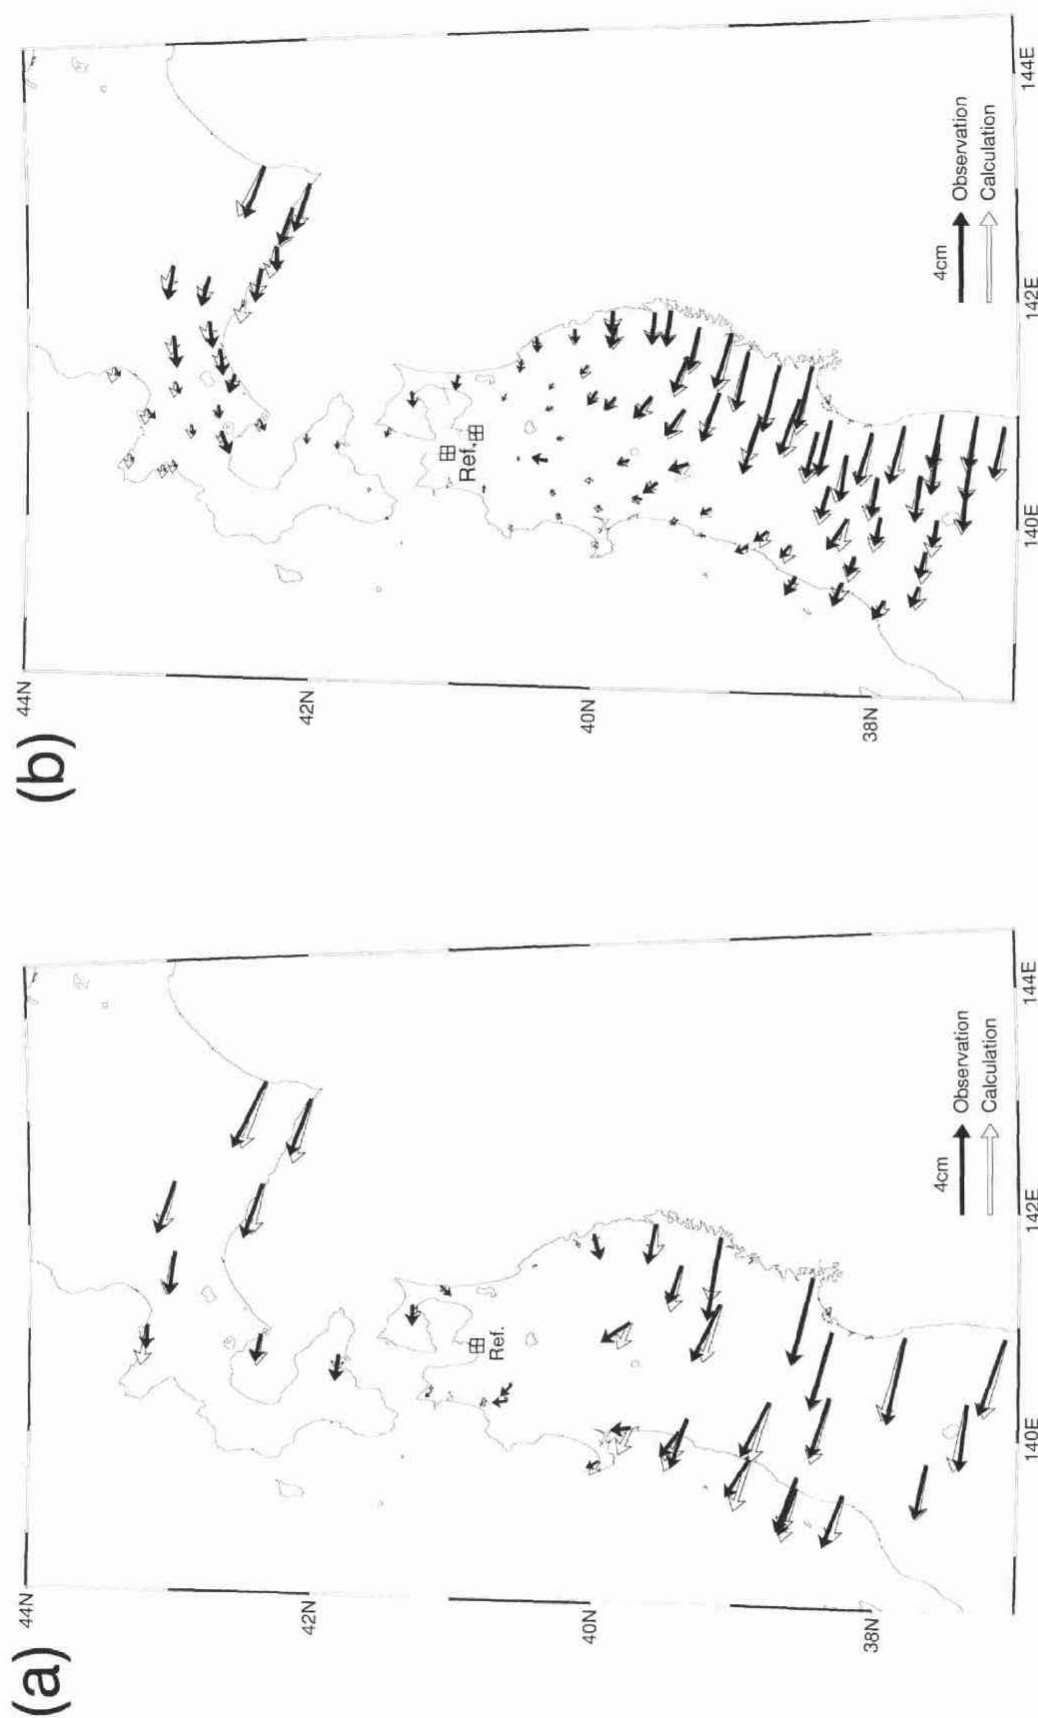 (a)
44N
42N
40N
38N
140E
142E
144E
Ref.
4cm
Observation
Calculation
(b)
44N
42N
40N
38N
140E
142E
144E
Ref.
4cm
Observation
Calculation